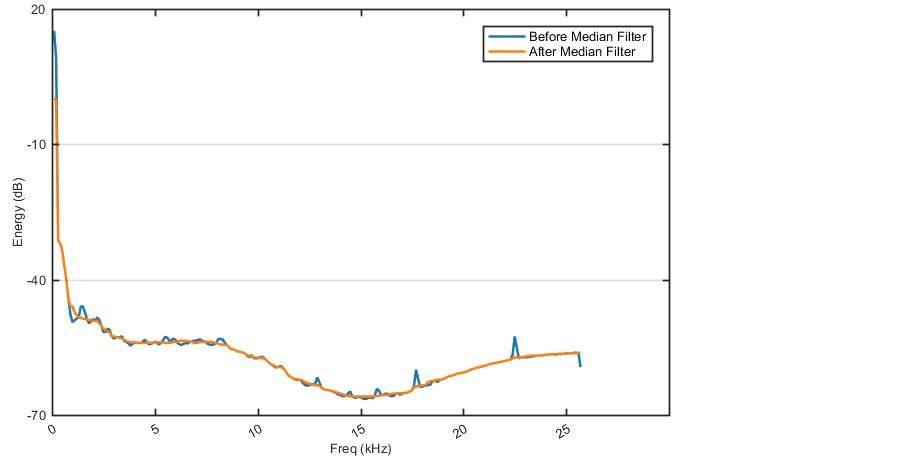 20
Before Median Filter
After Median Filter
-10
Energy (dB)
-40
-70
0 5 10 15 20 25
Freq (kHz)